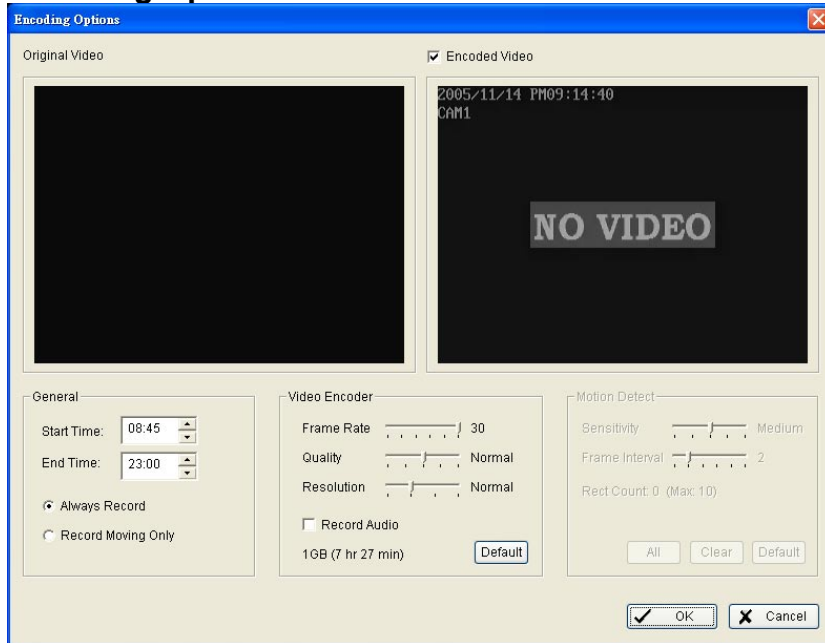 Encoding Options
Original Video
Encoded Video
2005/11/14 PM09:14:40
CAM1
NO VIDEO
General
Start Time: 08:45
End Time: 23:00
Always Record
Record Moving Only
Video Encoder
Frame Rate 30
Quality Normal
Resolution Normal
Record Audio
1GB (7 hr 27 min) Default
Motion Detect
Sensitivity Medium
Frame Interval 2
Rect Count: 0 (Max: 10)
All Clear Default
OK Cancel